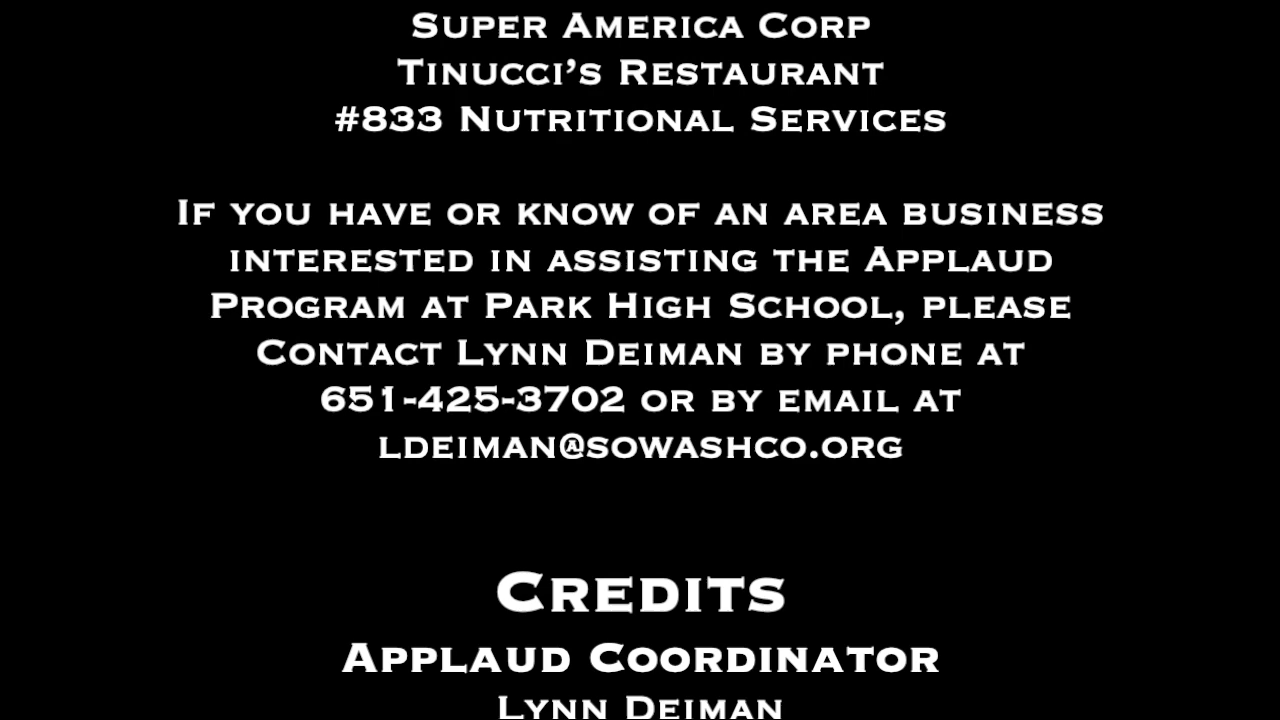 Super America Corp
Tinucci's Restaurant
#833 Nutritional Services
If you have or know of an area business
interested in assisting the Applaud
Program at Park High School, please
Contact Lynn Deiman by phone at
651-425-3702 or by email at
ldeiman@sowashco.org
Credits
Applaud Coordinator
Lynn Deiman